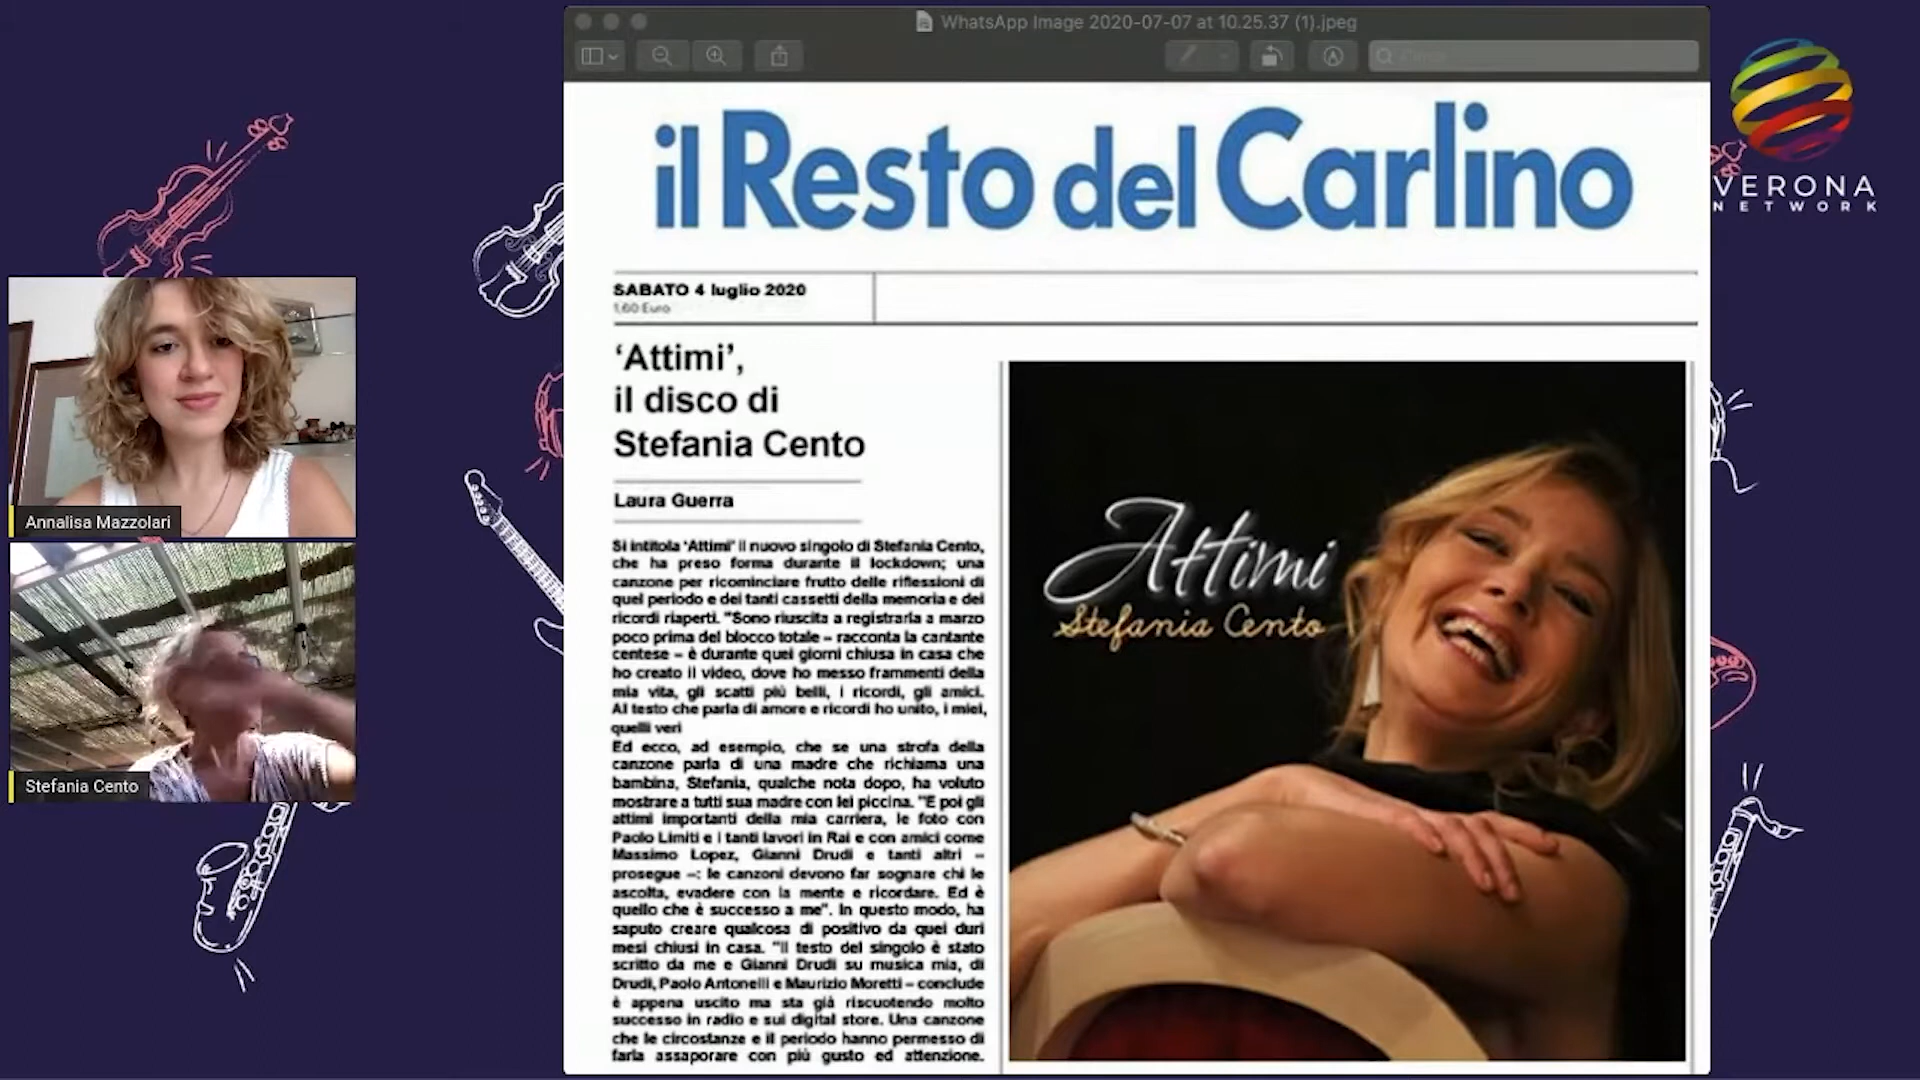 WhatsApp Image 2020-07-07 at 10.25.37 (1).jpeg
VERONA
NETWORK
il Resto del Carlino
SABATO 4 luglio 2020
1,60 Euro
‘Attimi’,
il disco di
Stefania Cento
Laura Guerra
Si intitola ‘Attimi’ il nuovo singolo di Stefania Cento,
che ha preso forma durante il lockdown; una
canzone per ricominciare frutto delle riflessioni di
quel periodo e dei tanti cassetti della memoria e dei
ricordi riaperti. "Sono riuscita a registrarla a marzo
poco prima del blocco totale – racconta la cantante
centese – è durante quei giorni chiusa in casa che
ho creato il video, dove ho messo frammenti della
mia vita, gli scatti più belli, i ricordi, gli amici.
Al testo che parla di amore e ricordi ho unito, i miei,
quelli veri
Ed ecco, ad esempio, che se una strofa della
canzone parla di una madre che richiama una
bambina, Stefania, qualche nota dopo, ha voluto
mostrare a tutti sua madre con lei piccina. "E poi gli
attimi importanti della mia carriera, le foto con
Paolo Limiti e i tanti lavori in Rai e con amici come
Massimo Lopez, Gianni Drudi e tanti altri –
prosegue –: le canzoni devono far sognare chi le
ascolta, evadere con la mente e ricordare. Ed è
quello che è successo a me". In questo modo, ha
saputo creare qualcosa di positivo da quei duri
mesi chiusi in casa. "Il testo del singolo è stato
scritto da me e Gianni Drudi su musica mia, di
Drudi, Paolo Antonelli e Maurizio Moretti – conclude
è appena uscito ma sta già riscuotendo molto
successo in radio e sui digital store. Una canzone
che le circostanze e il periodo hanno permesso di
farla assaporare con più gusto ed attenzione.
Attimi
Stefania Cento
Annalisa Mazzolari
Stefania Cento